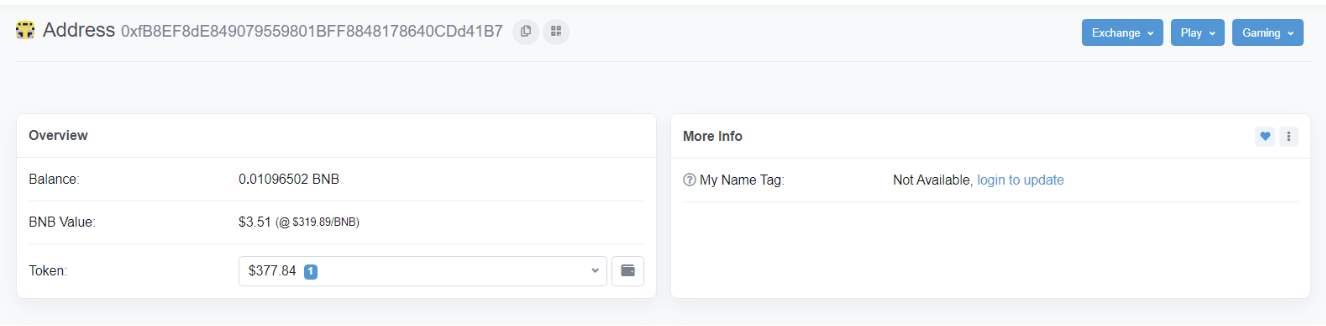 Address 0xfB8EF8dE849079559801BFF8848178640CDd41B7
Exchange Play Gaming
Overview
Balance: 0.01096502 BNB
BNB Value: $3.51 (@ $319.89/BNB)
Token: $377.84 1
More Info
My Name Tag: Not Available, login to update